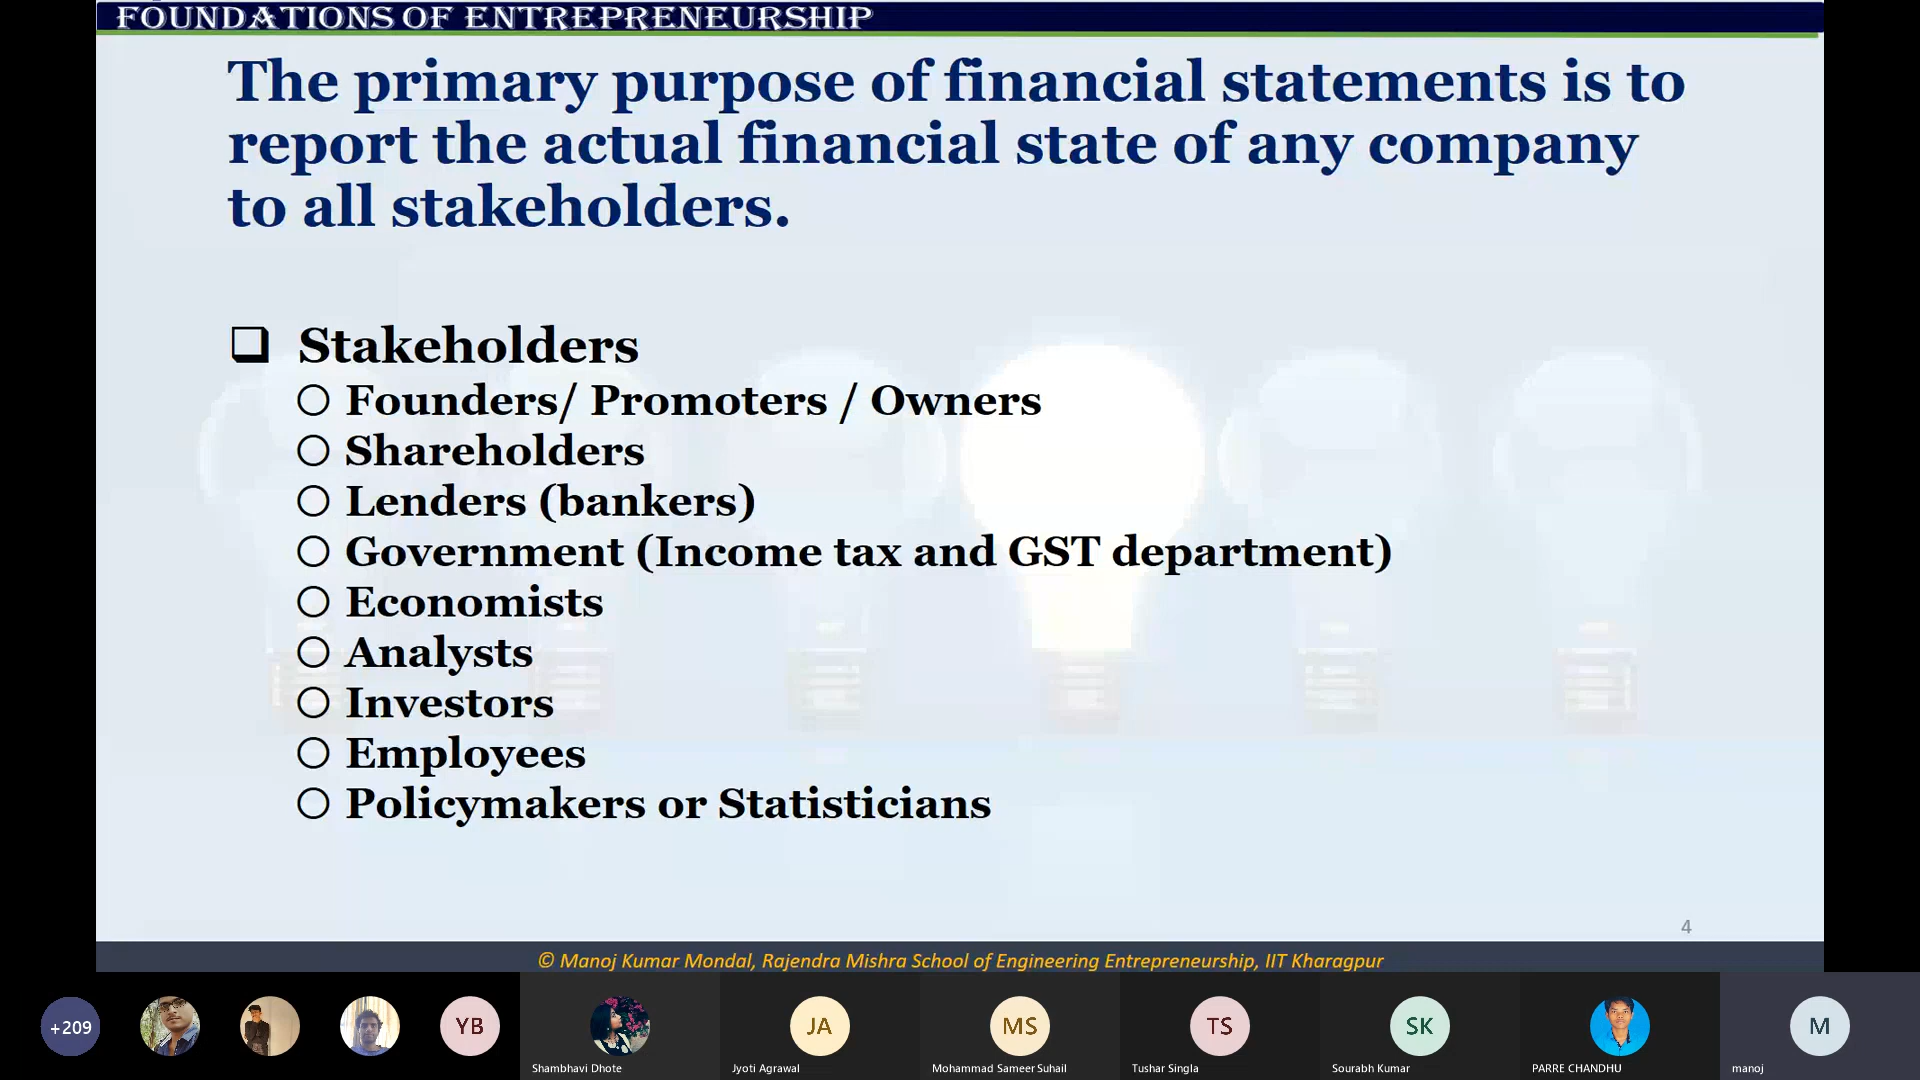 FOUNDATIONS OF ENTREPRENEURSHIP
The primary purpose of financial statements is to
report the actual financial state of any company
to all stakeholders.
Stakeholders
Founders/ Promoters / Owners
Shareholders
Lenders (bankers)
Government (Income tax and GST department)
Economists
Analysts
Investors
Employees
Policymakers or Statisticians
4
© Manoj Kumar Mondal, Rajendra Mishra School of Engineering Entrepreneurship, IIT Kharagpur
+209
YB
JA
MS
TS
SK
M
Shambhavi Dhote
Jyoti Agrawal
Mohammad Sameer Suhail
Tushar Singla
Sourabh Kumar
PARRE CHANDHU
manoj